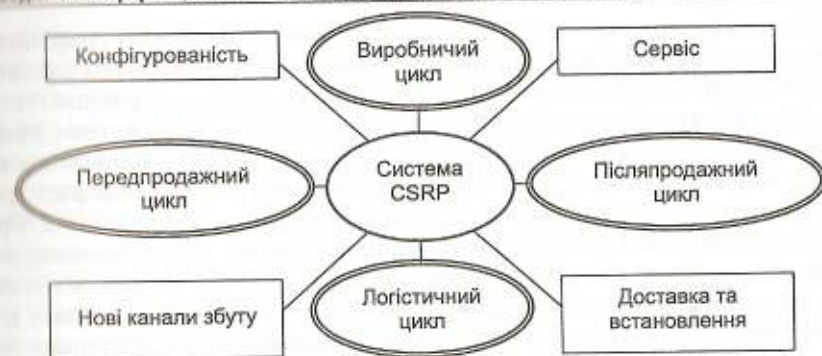 Конфігурованість
Виробничий
цикл
Сервіс
Передпродажний
цикл
Система
CSRP
Післяпродажний
цикл
Нові канали збуту
Логістичний
цикл
Доставка та
встановлення